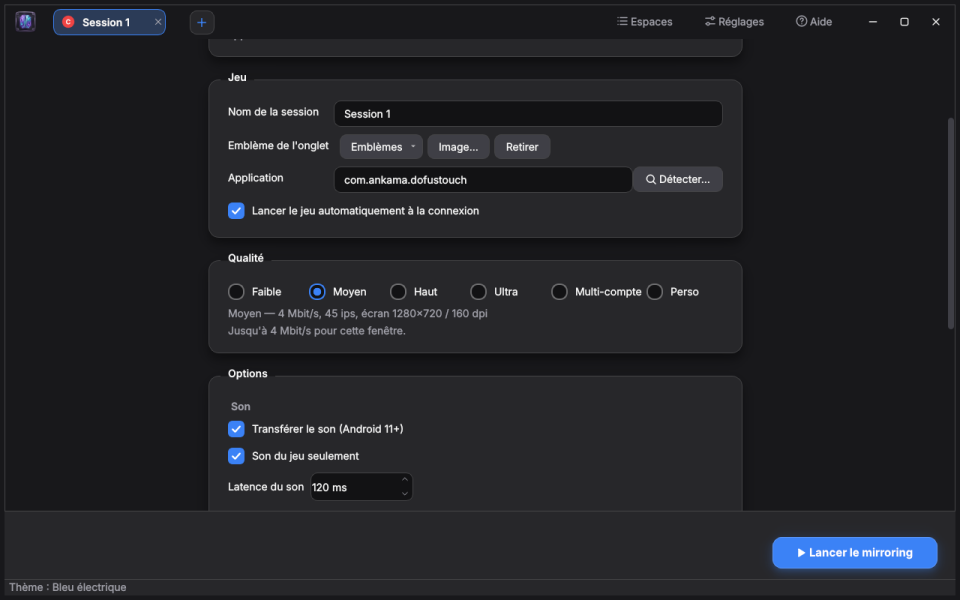 C Session 1 ×
+
Espaces
Réglages
Aide
Jeu
Nom de la session
Session 1
Emblème de l'onglet
Emblèmes
Image...
Retirer
Application
com.ankama.dofustouch
Détecter...
Lancer le jeu automatiquement à la connexion
Qualité
Faible
Moyen
Haut
Ultra
Multi-compte
Perso
Moyen — 4 Mbit/s, 45 ips, écran 1280×720 / 160 dpi
Jusqu'à 4 Mbit/s pour cette fenêtre.
Options
Son
Transférer le son (Android 11+)
Son du jeu seulement
Latence du son
120 ms
Lancer le mirroring
Thème : Bleu électrique